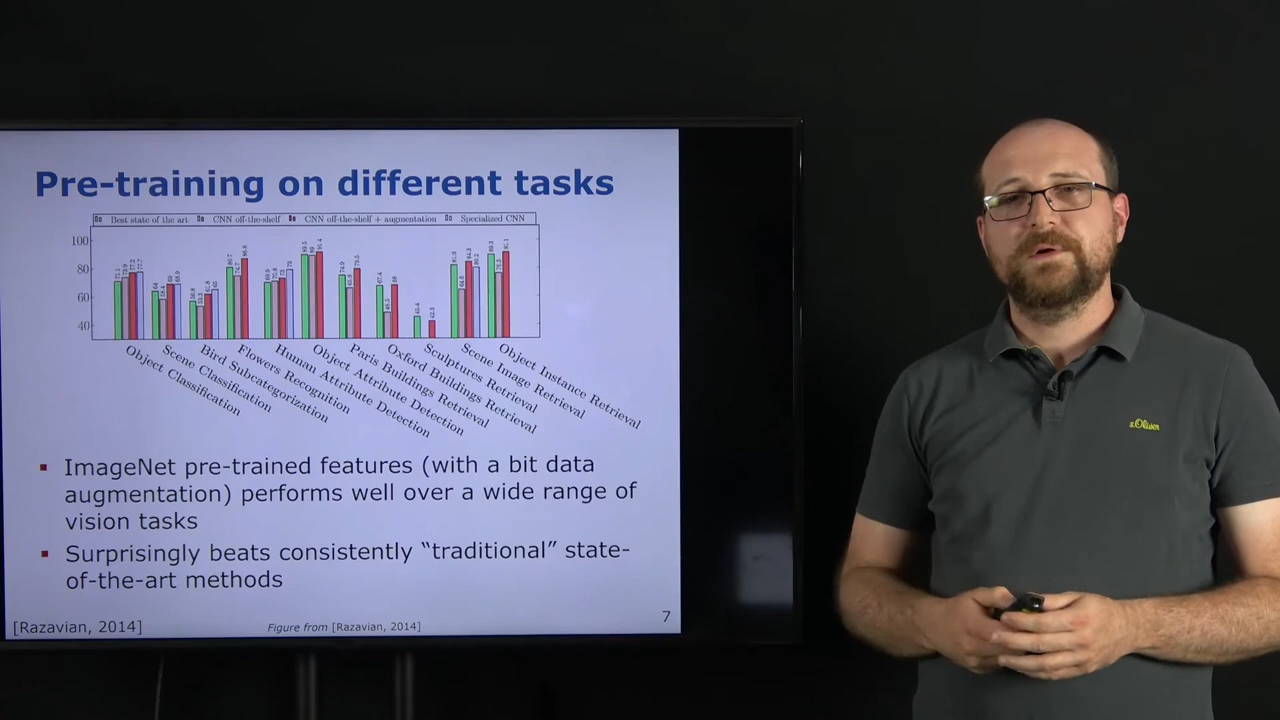 Pre-training on different tasks
Best state of the art CNN off-the-shelf CNN off-the-shelf + augmentation Specialized CNN
100
80
60
40
Object Classification
Scene Classification
Bird Subcategorization
Flowers Recognition
Human Attribute Detection
Object Attribute Detection
Paris Buildings Retrieval
Oxford Buildings Retrieval
Sculptures Retrieval
Scene Image Retrieval
Object Instance Retrieval
▪ ImageNet pre-trained features (with a bit data
augmentation) performs well over a wide range of
vision tasks
▪ Surprisingly beats consistently “traditional” state-
of-the-art methods
[Razavian, 2014]
Figure from [Razavian, 2014]
7
s.Oliver